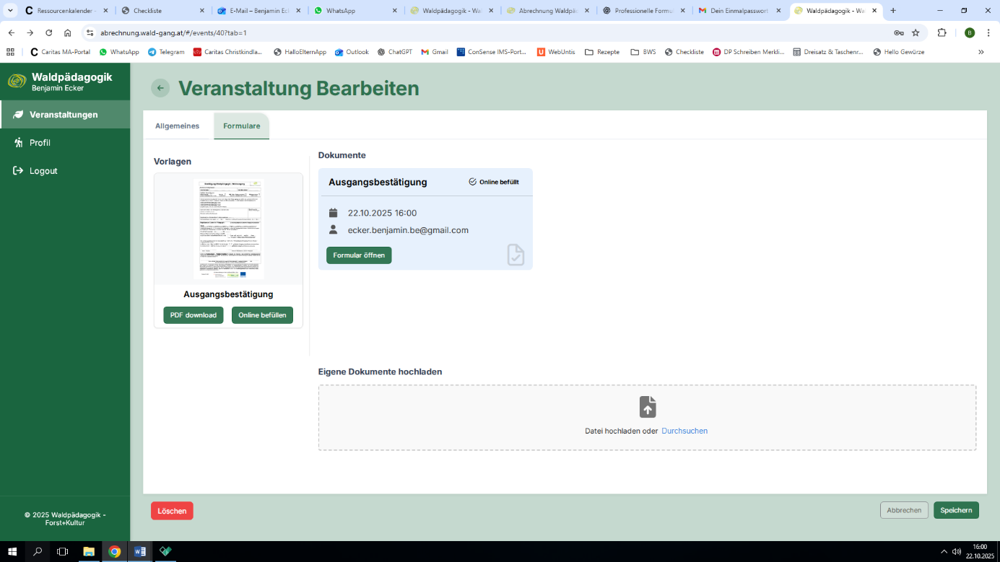 Ressourcenkalender -
Checkliste
E-Mail – Benjamin Ec
WhatsApp
Waldpädagogik - Wa
Abrechnung Waldpäd
Professionelle Formul
Dein Einmalpasswort
Waldpädagogik - Wa
abrechnung.wald-gang.at/#/events/40?tab=1
B
Caritas MA-Portal
WhatsApp
Telegram
Caritas Christkindla...
HalloElternApp
Outlook
ChatGPT
Gmail
ConSense IMS-Port...
WebUntis
Rezepte
BWS
Checkliste
DP Schreiben Merkli...
Dreisatz & Taschenr...
Hello Gewürze
Waldpädagogik
Benjamin Ecker
Veranstaltungen
Profil
Logout
© 2025 Waldpädagogik -
Forst+Kultur
Veranstaltung Bearbeiten
Allgemeines
Formulare
Vorlagen
Ausgangsbestätigung
PDF download
Online befüllen
Dokumente
Ausgangsbestätigung
Online befüllt
22.10.2025 16:00
ecker.benjamin.be@gmail.com
Formular öffnen
Eigene Dokumente hochladen
Datei hochladen oder Durchsuchen
Löschen
Abbrechen
Speichern
16:00
22.10.2025